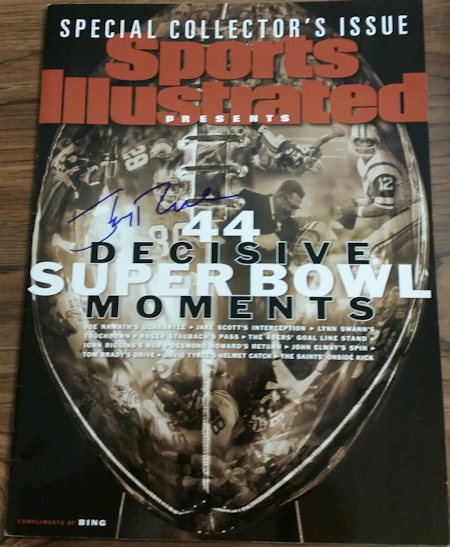 SPECIAL COLLECTOR'S ISSUE
Sports
Illustrated
PRESENTS
12
44
DECISIVE
SUPER BOWL
MOMENTS
JOE NAMATH'S GUARANTEE • JAKE SCOTT'S INTERCEPTION • LYNN SWANN'S
TOUCHDOWN • ROGER STAUBACH'S PASS • THE 49ERS' GOAL LINE STAND •
JOHN RIGGINS'S RUN • DESMOND HOWARD'S RETURN • JOHN ELWAY'S SPIN •
TOM BRADY'S DRIVE • DAVID TYREE'S HELMET CATCH • THE SAINTS' ONSIDE KICK
COMPLIMENTS OF BING